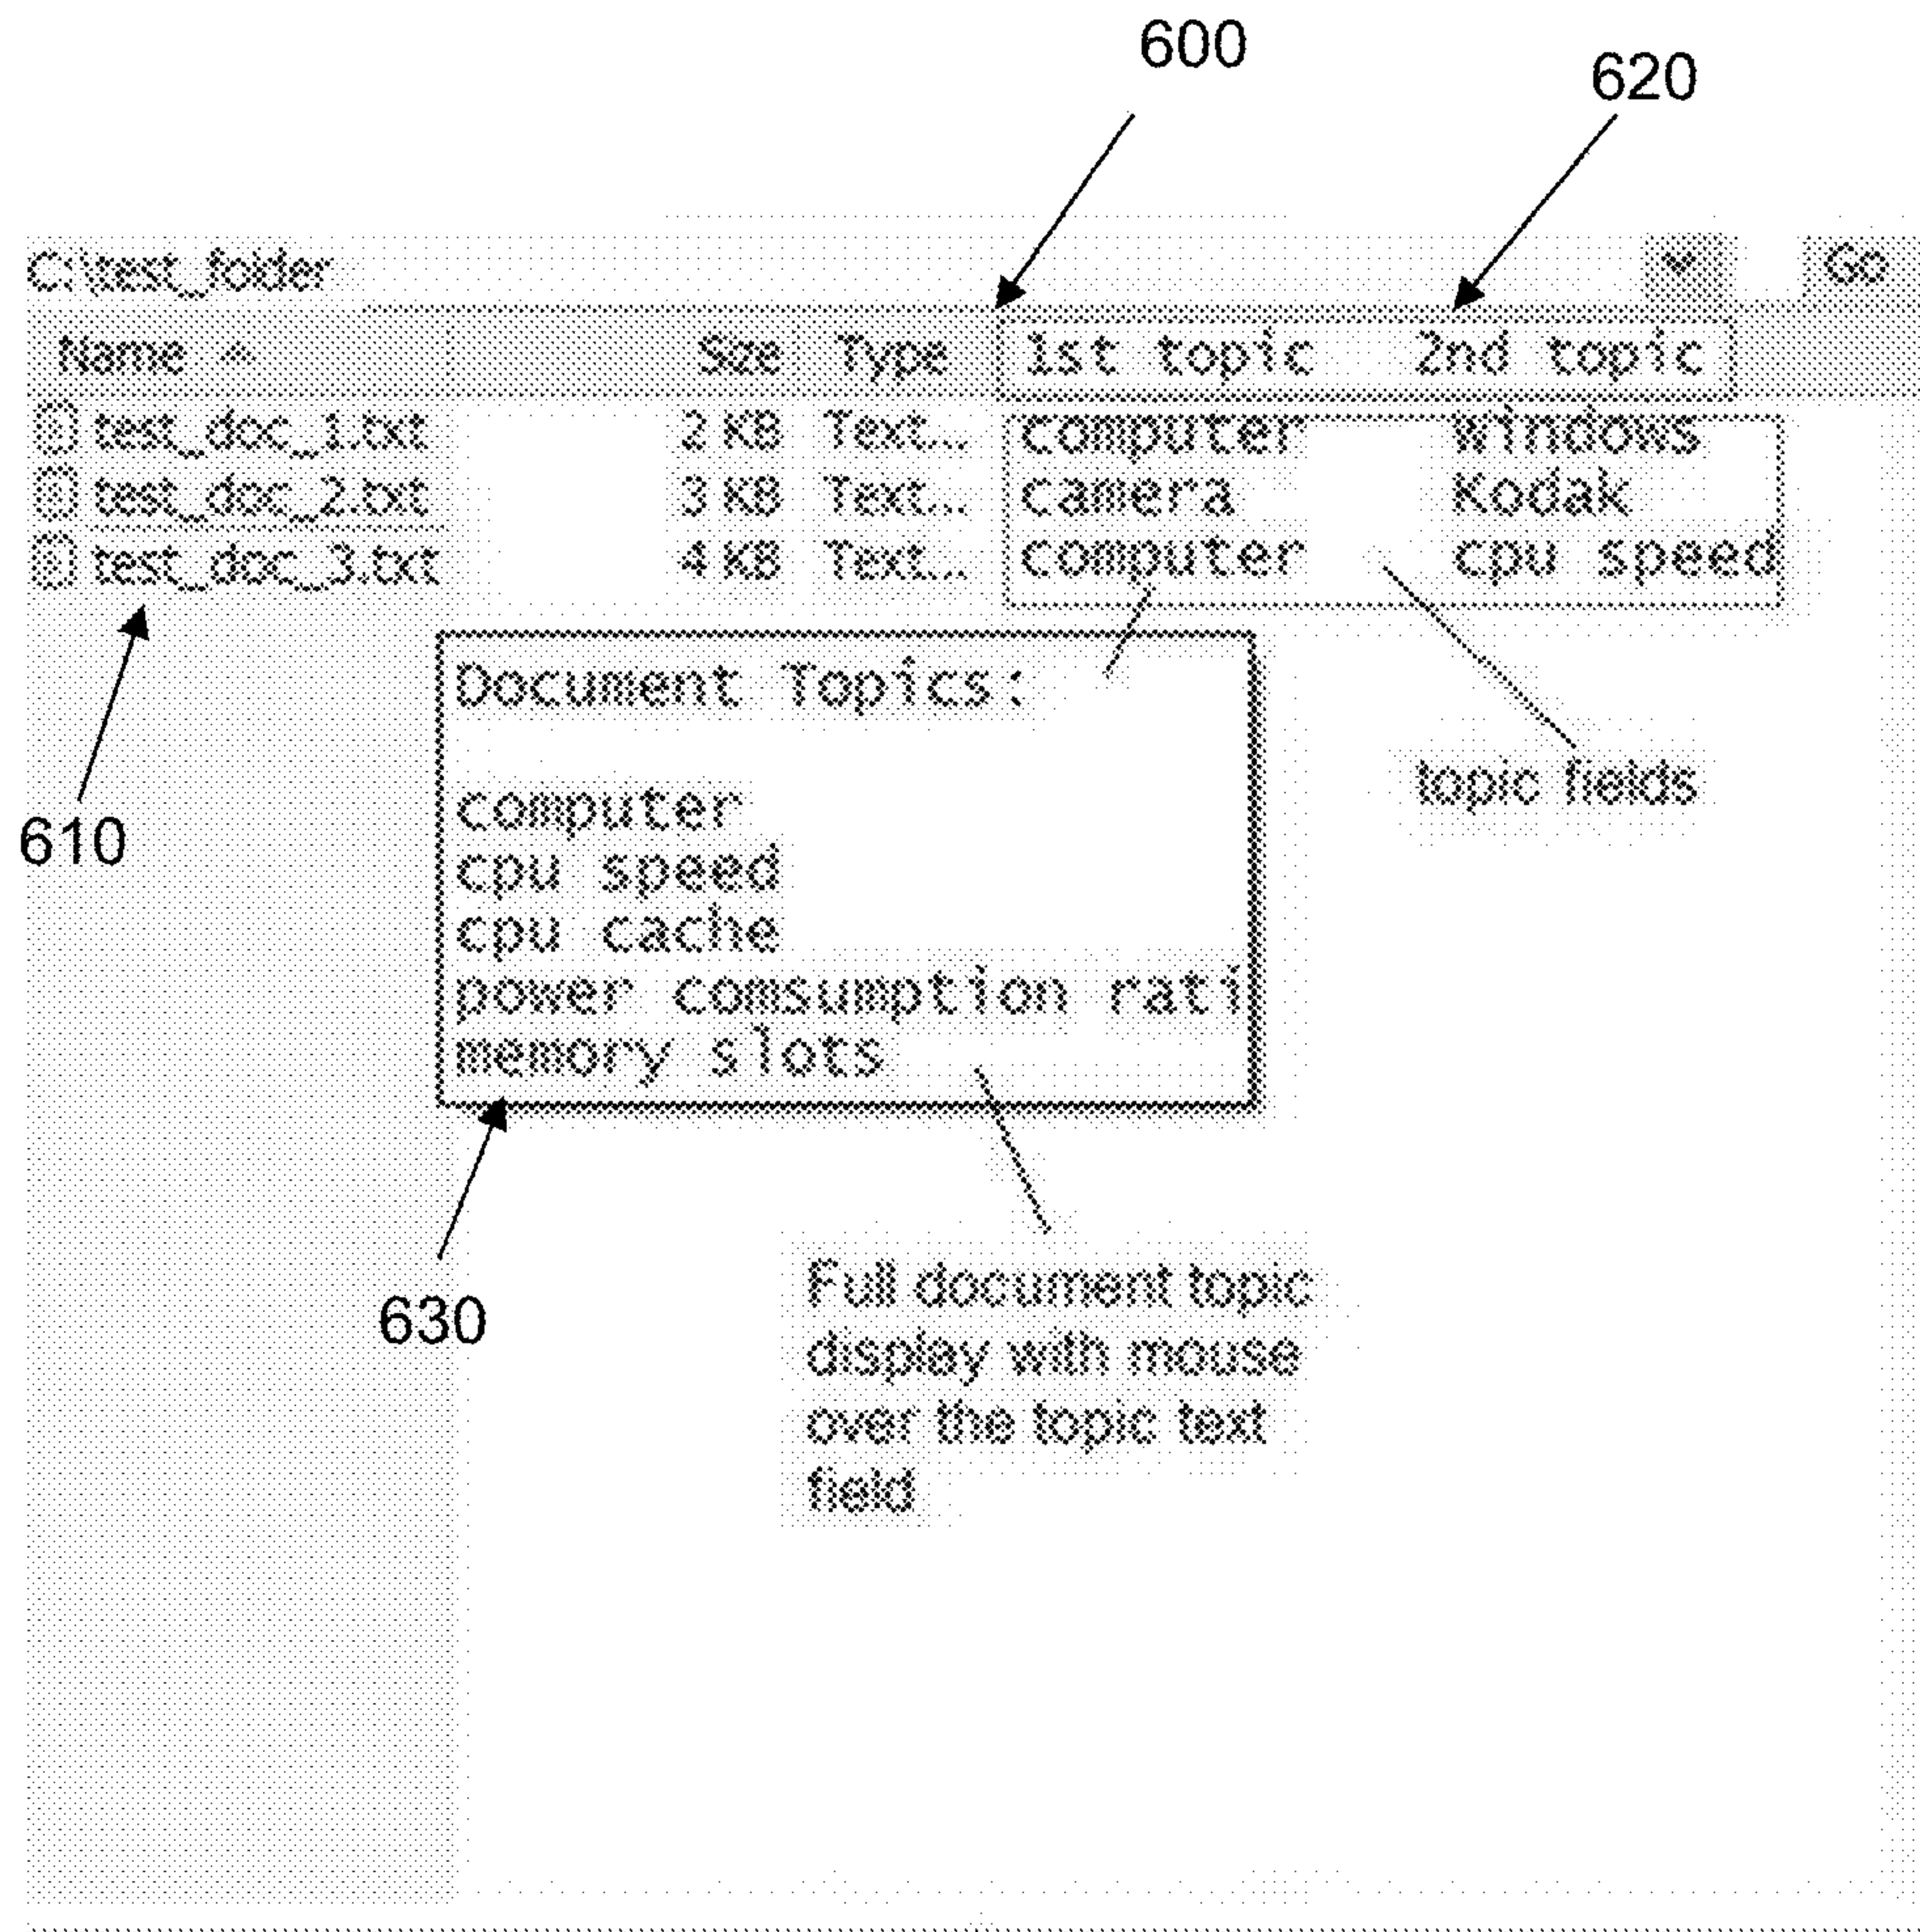 600
620
C:\test_folder Go
Name Size Type 1st topic 2nd topic
test_doc_1.txt 2 KB Text... computer windows
test_doc_2.txt 3 KB Text... camera Kodak
test_doc_3.txt 4 KB Text... computer cpu speed
Document Topics:
topic fields
computer
610
cpu speed
cpu cache
power comsumption rati
memory slots
630
Full document topic
display with mouse
over the topic text
field